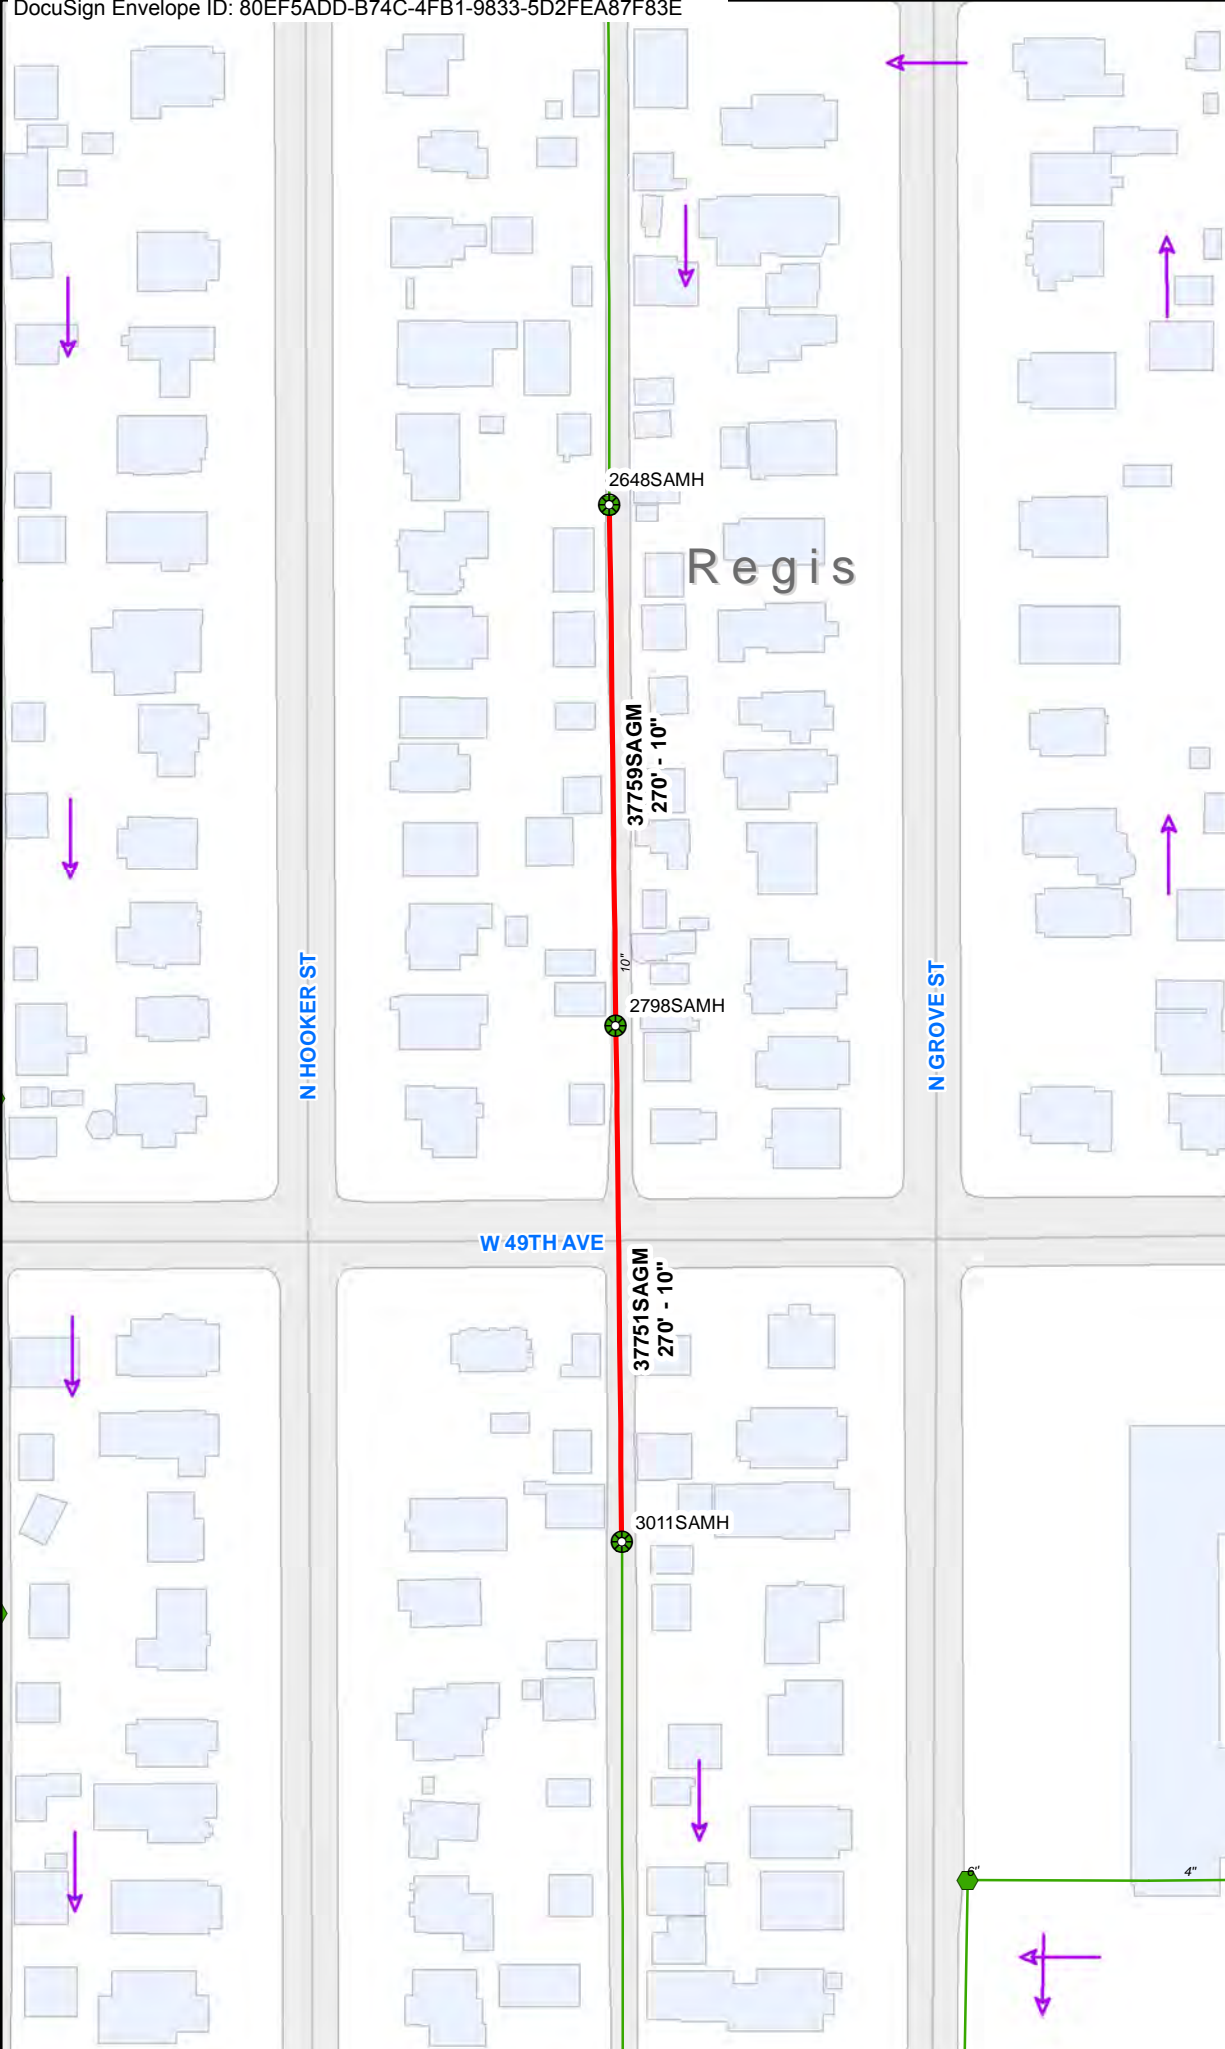 DocuSign Envelope ID: 80EF5ADD-B74C-4FB1-9833-5D2FEA87F83E
2648SAMH
Regis
37759SAGM
270' - 10"
10"
2798SAMH
N HOOKER ST
N GROVE ST
W 49TH AVE
37751SAGM
270' - 10"
3011SAMH
6"
4"